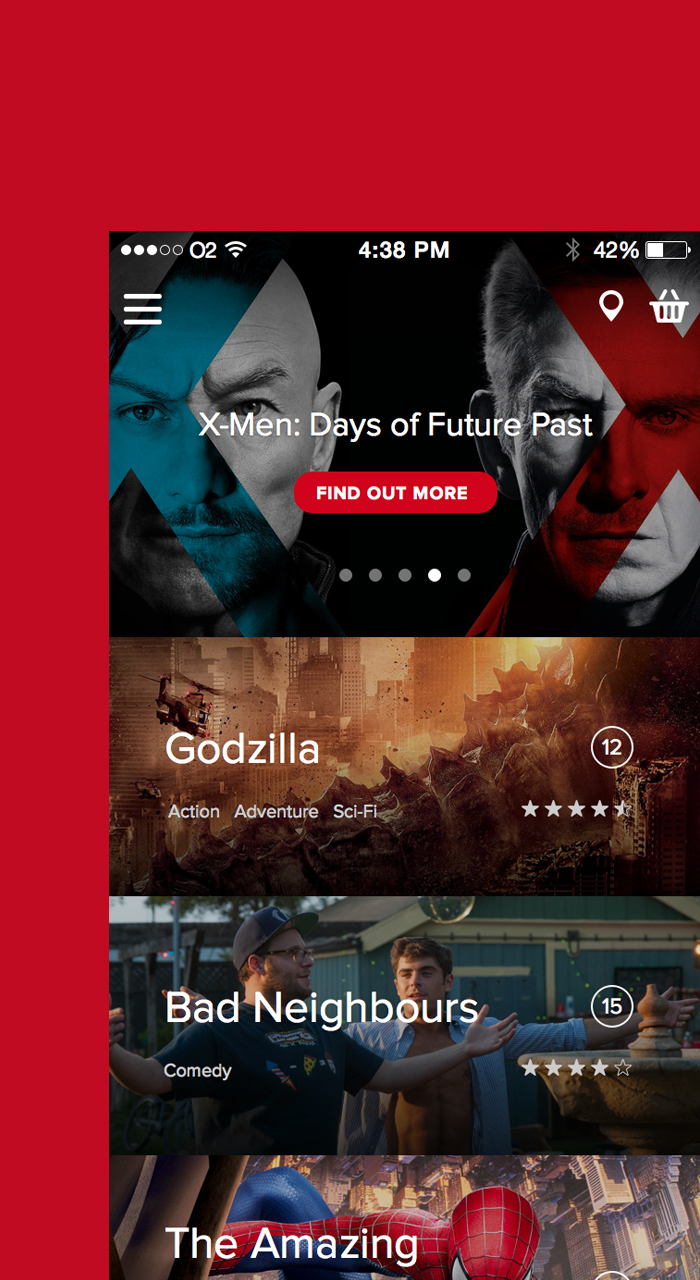 O2 4:38 PM 42%
X-Men: Days of Future Past
FIND OUT MORE
Godzilla 12
Action Adventure Sci-Fi
Bad Neighbours 15
Comedy
The Amazing